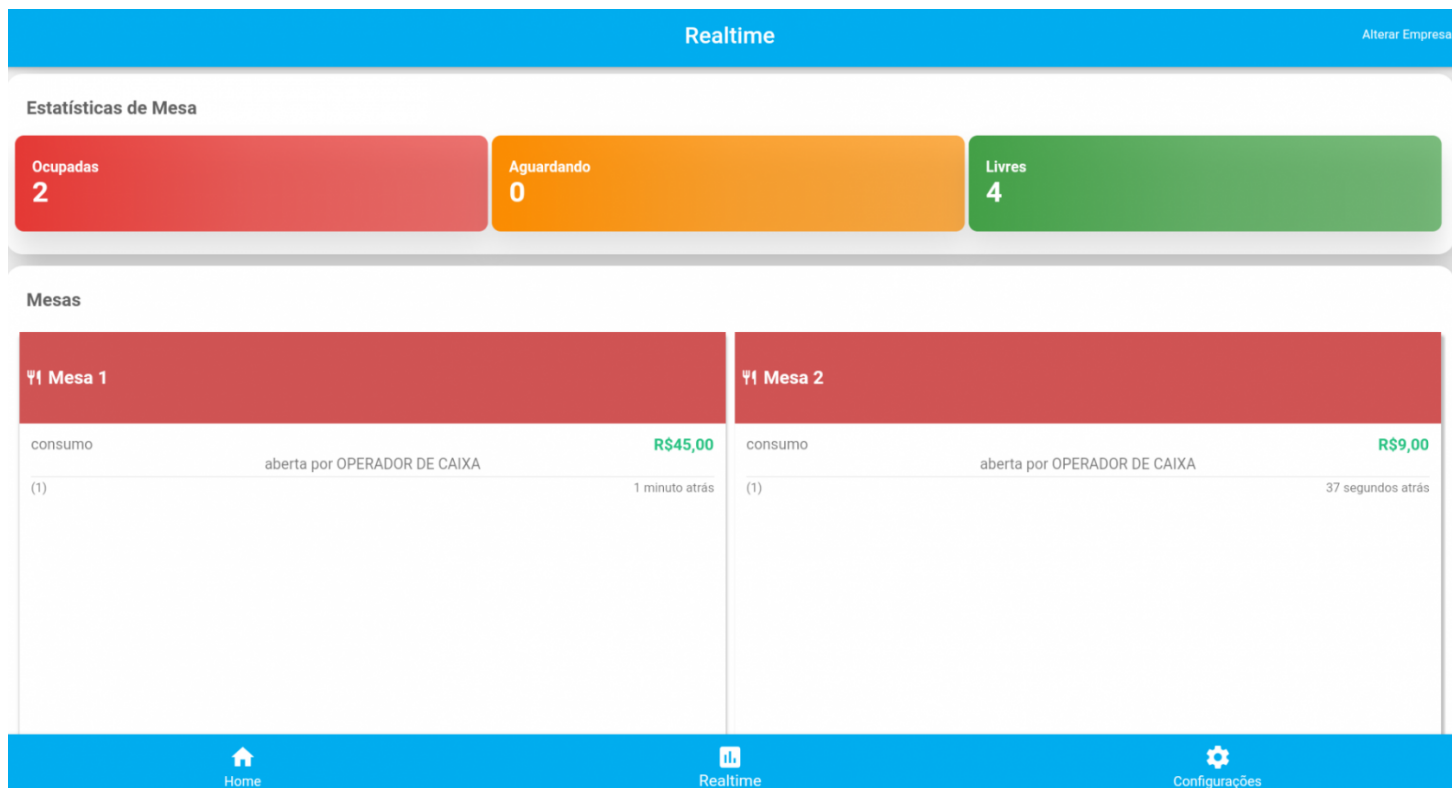 Realtime
Alterar Empresa
Estatísticas de Mesa
Ocupadas
2
Aguardando
0
Livres
4
Mesas
Mesa 1
consumo R$45,00
aberta por OPERADOR DE CAIXA
(1) 1 minuto atrás
Mesa 2
consumo R$9,00
aberta por OPERADOR DE CAIXA
(1) 37 segundos atrás
Home
Realtime
Configurações